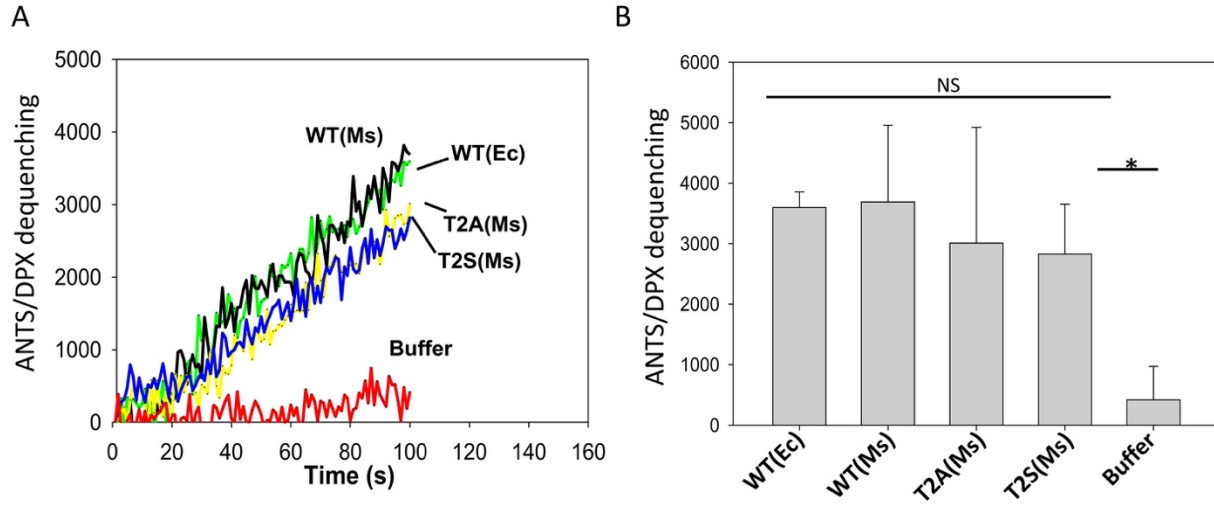 A
ANTS/DPX dequenching
5000
4000
3000
2000
1000
0
WT(Ms)
WT(Ec)
T2A(Ms)
T2S(Ms)
Buffer
0 20 40 60 80 100 120 140 160
Time (s)
B
ANTS/DPX dequenching
6000
5000
4000
3000
2000
1000
0
NS
*
WT(Ec) WT(Ms) T2A(Ms) T2S(Ms) Buffer